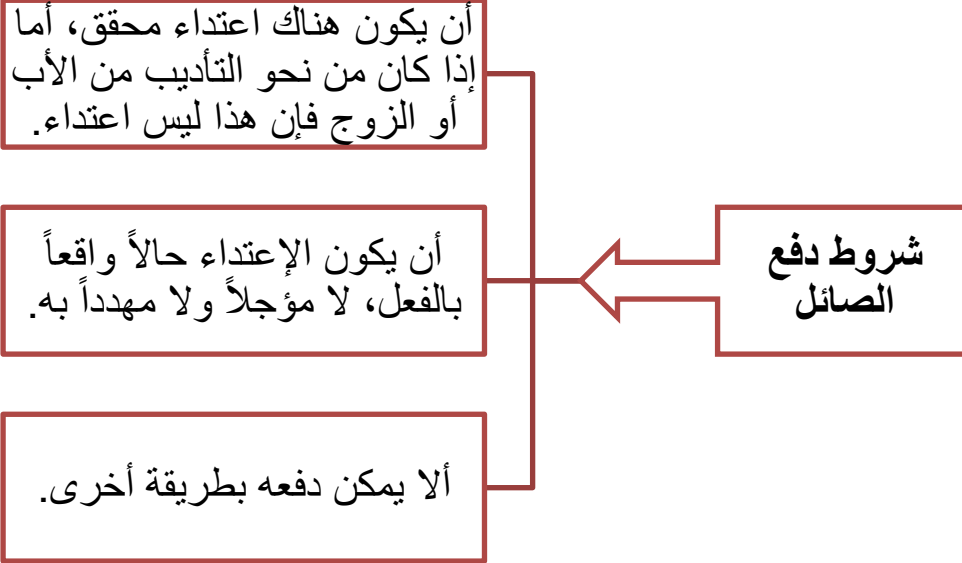 شروط دفع
الصائل
أن يكون هناك اعتداء محقق، أما
إذا كان من نحو التأديب من الأب
أو الزوج فإن هذا ليس اعتداء.
أن يكون الإعتداء حالاً واقعاً
بالفعل، لا مؤجلاً ولا مهدداً به.
ألا يمكن دفعه بطريقة أخرى.